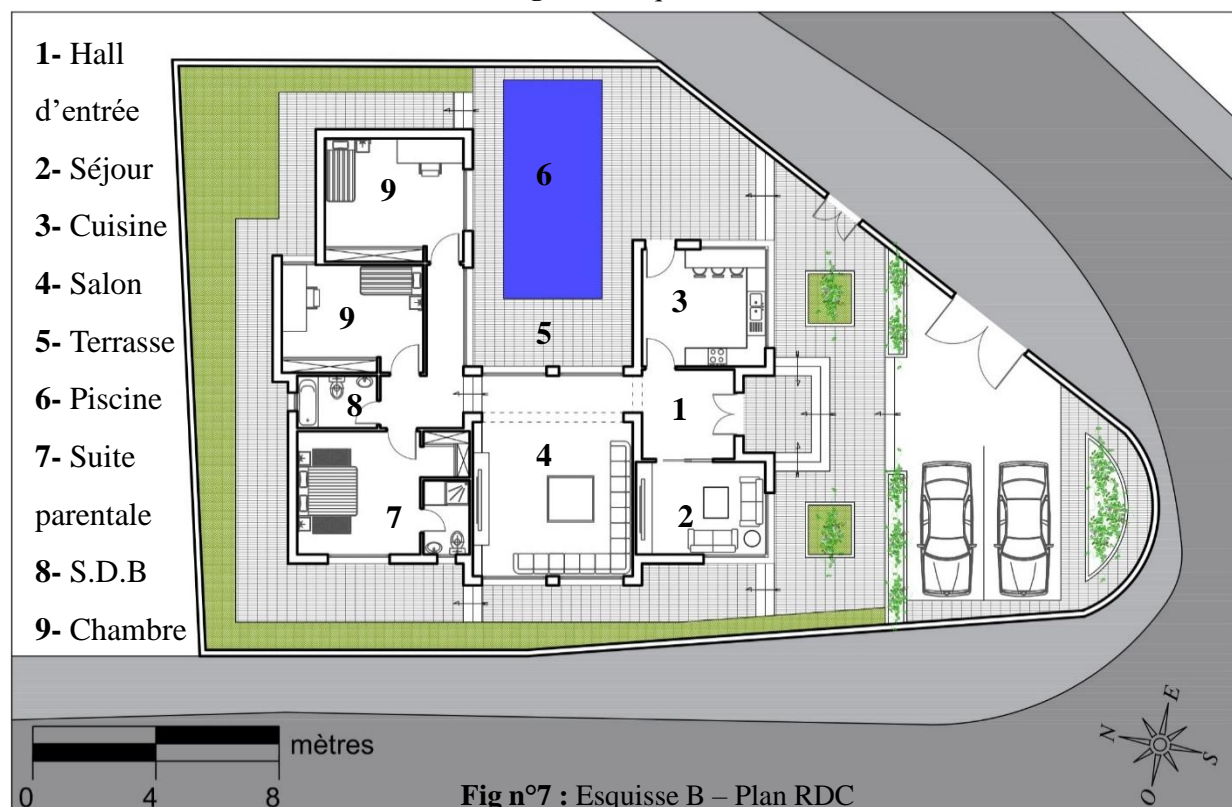 1- Hall
d’entrée
2- Séjour
3- Cuisine
4- Salon
5- Terrasse
6- Piscine
7- Suite
parentale
8- S.D.B
9- Chambre
9
6
3
9
5
1
8
4
2
7
E
N
S
O
mètres
0 4 8
Fig n°7 : Esquisse B – Plan RDC